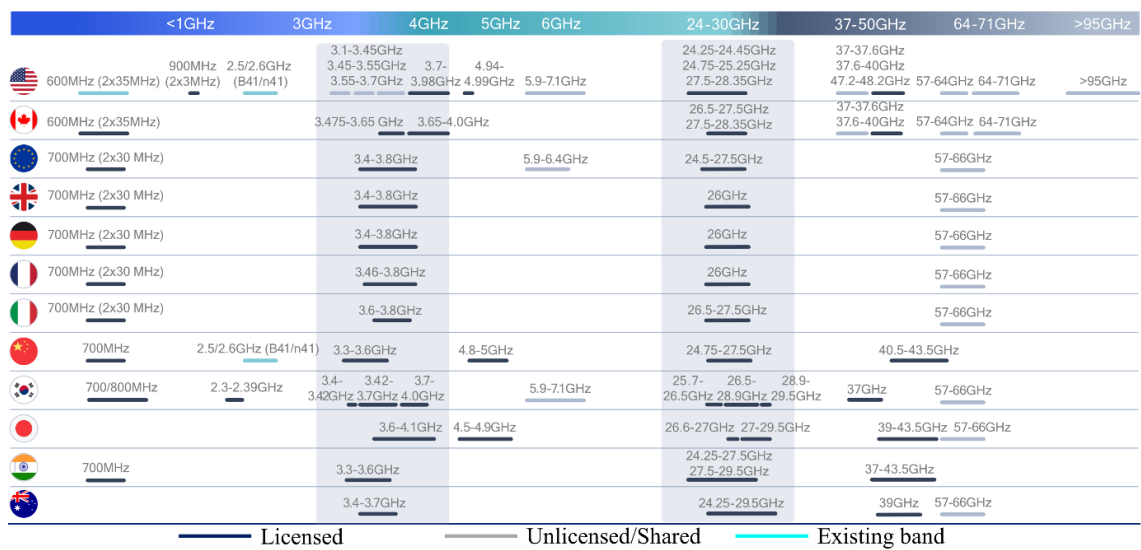 <1GHz 3GHz 4GHz 5GHz 6GHz 24-30GHz 37-50GHz 64-71GHz >95GHz
3.1-3.45GHz 24.25-24.45GHz 37-37.6GHz
900MHz 2.5/2.6GHz 3.45-3.55GHz 3.7- 4.94- 24.75-25.25GHz 37.6-40GHz
600MHz (2x35MHz) (2x3MHz) (B41/n41) 3.55-3.7GHz 3.98GHz 4.99GHz 5.9-7.1GHz 27.5-28.35GHz 47.2-48.2GHz 57-64GHz 64-71GHz >95GHz
26.5-27.5GHz 37-37.6GHz
600MHz (2x35MHz) 3.475-3.65 GHz 3.65-4.0GHz 27.5-28.35GHz 37.6-40GHz 57-64GHz 64-71GHz
700MHz (2x30 MHz) 3.4-3.8GHz 5.9-6.4GHz 24.5-27.5GHz 57-66GHz
700MHz (2x30 MHz) 3.4-3.8GHz 26GHz 57-66GHz
700MHz (2x30 MHz) 3.4-3.8GHz 26GHz 57-66GHz
700MHz (2x30 MHz) 3.46-3.8GHz 26GHz 57-66GHz
700MHz (2x30 MHz) 3.6-3.8GHz 26.5-27.5GHz 57-66GHz
700MHz 2.5/2.6GHz (B41/n41) 3.3-3.6GHz 4.8-5GHz 24.75-27.5GHz 40.5-43.5GHz
3.4- 3.42- 3.7- 25.7- 26.5- 28.9-
700/800MHz 2.3-2.39GHz 3.42GHz 3.7GHz 4.0GHz 5.9-7.1GHz 26.5GHz 28.9GHz 29.5GHz 37GHz 57-66GHz
3.6-4.1GHz 4.5-4.9GHz 26.6-27GHz 27-29.5GHz 39-43.5GHz 57-66GHz
24.25-27.5GHz
700MHz 3.3-3.6GHz 27.5-29.5GHz 37-43.5GHz
3.4-3.7GHz 24.25-29.5GHz 39GHz 57-66GHz
Licensed Unlicensed/Shared Existing band